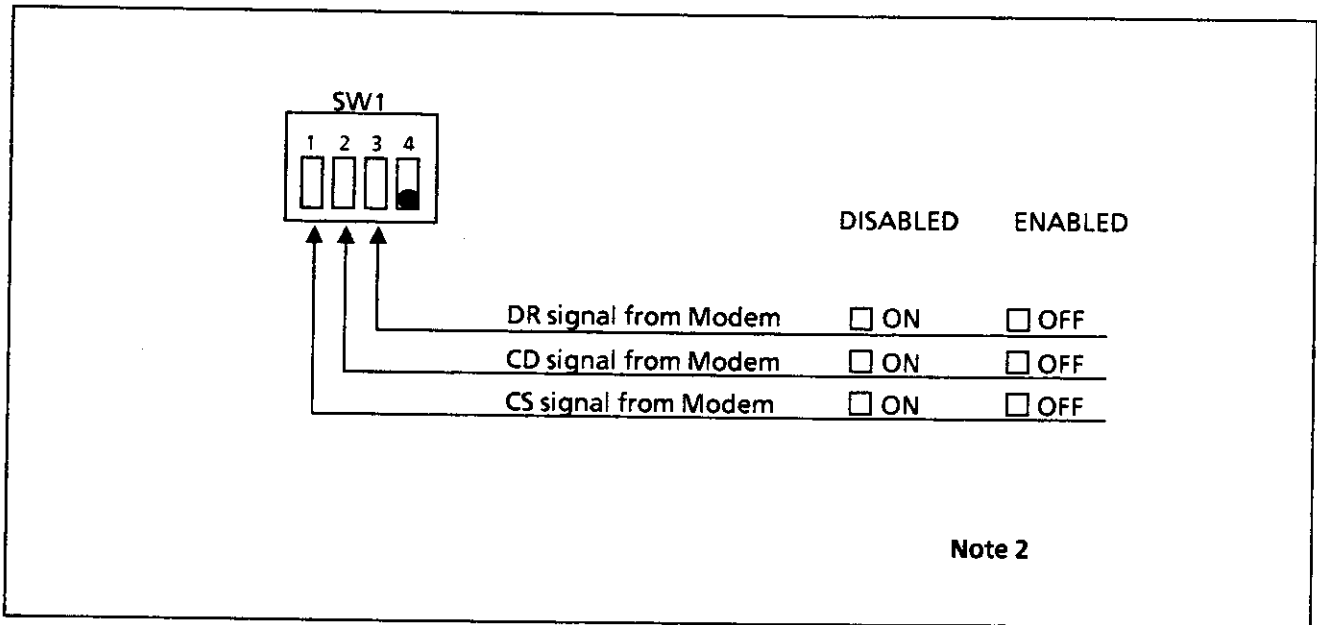 SW1
1 2 3 4
DISABLED ENABLED
DR signal from Modem ☐ ON ☐ OFF
CD signal from Modem ☐ ON ☐ OFF
CS signal from Modem ☐ ON ☐ OFF
Note 2